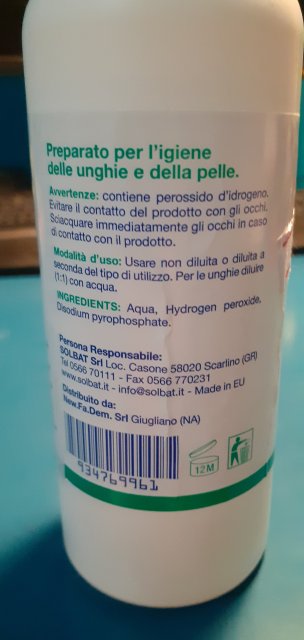 Preparato per l'igiene
delle unghie e della pelle.
Avvertenze: contiene perossido d'idrogeno.
Evitare il contatto del prodotto con gli occhi.
Sciacquare immediatamente gli occhi in caso
di contatto con il prodotto.
Modalità d'uso: Usare non diluita o diluita a
seconda del tipo di utilizzo. Per le unghie diluire
(1:1) con acqua.
INGREDIENTS: Aqua, Hydrogen peroxide.
Disodium pyrophosphate.
Persona Responsabile:
SOLBAT Srl Loc. Casone 58020 Scarlino (GR)
Tel 0566 70111 - Fax 0566 770231
www.solbat.it - info@solbat.it - Made in EU
Distribuito da:
New.Fa.Dem. Srl Giugliano (NA)
934769961
12M